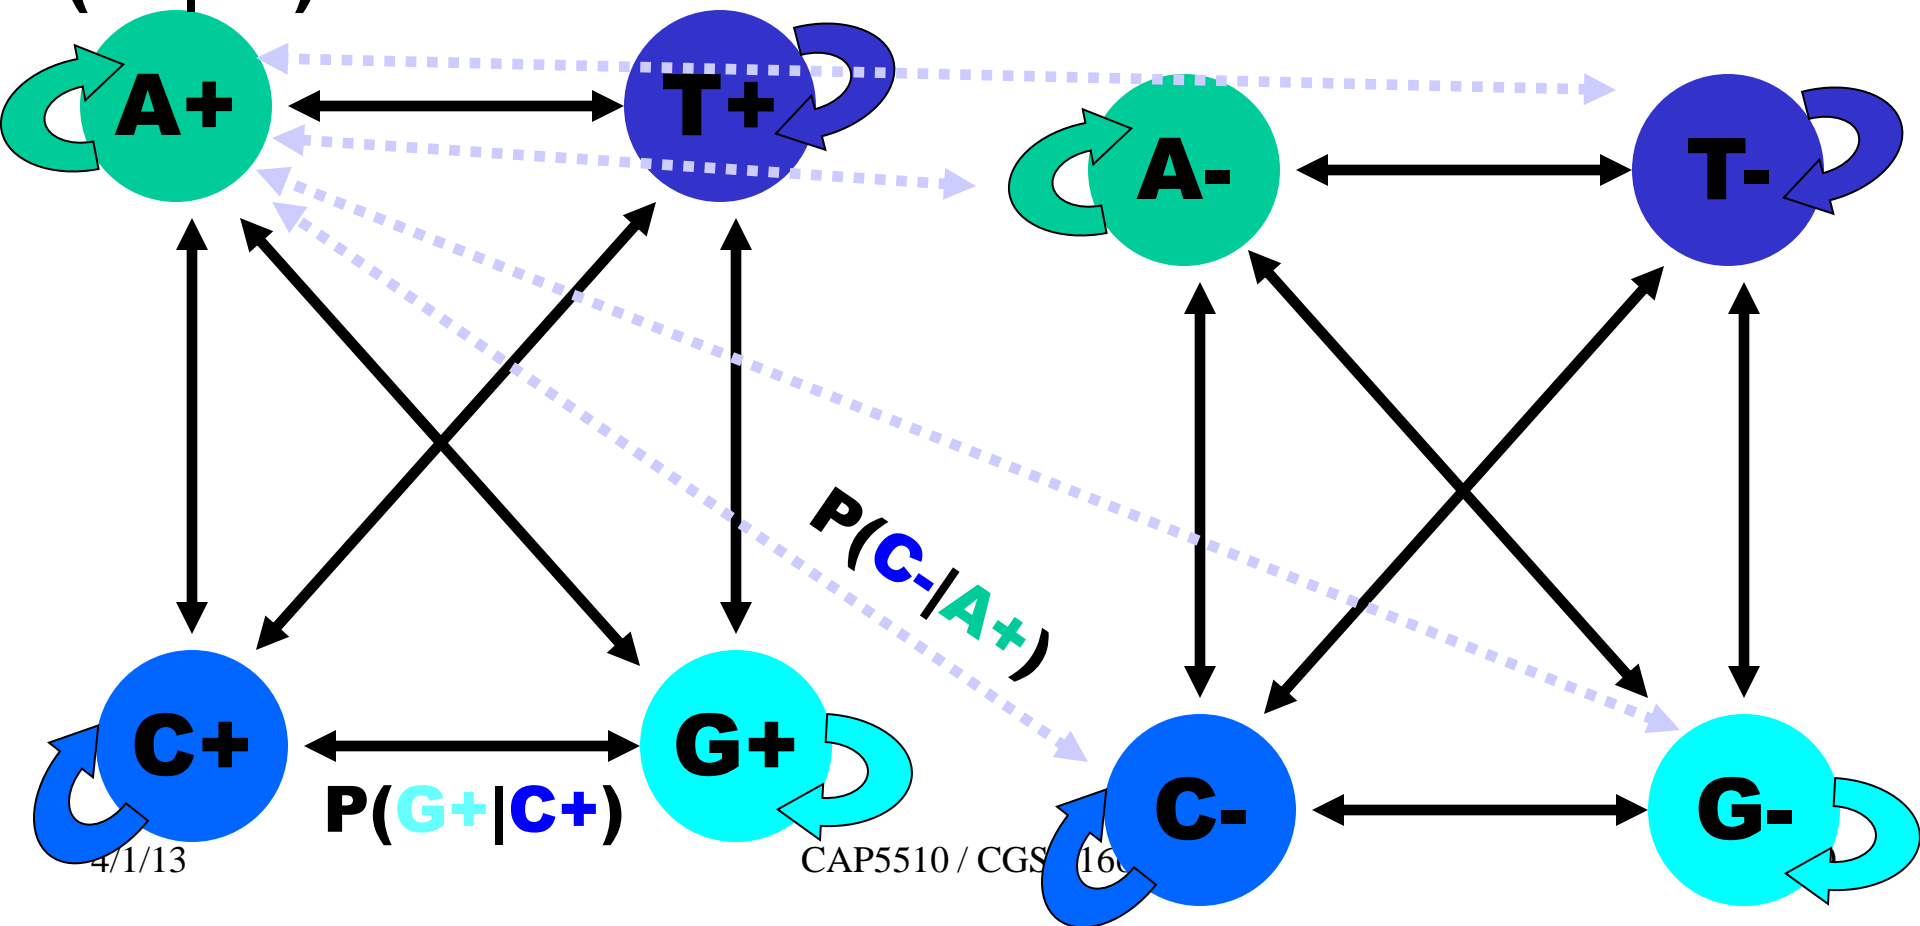 A+
T+
A-
T-
P(C-|A+)
C+
G+
P(G+|C+)
C-
G-
4/1/13
CAP5510 / CGS